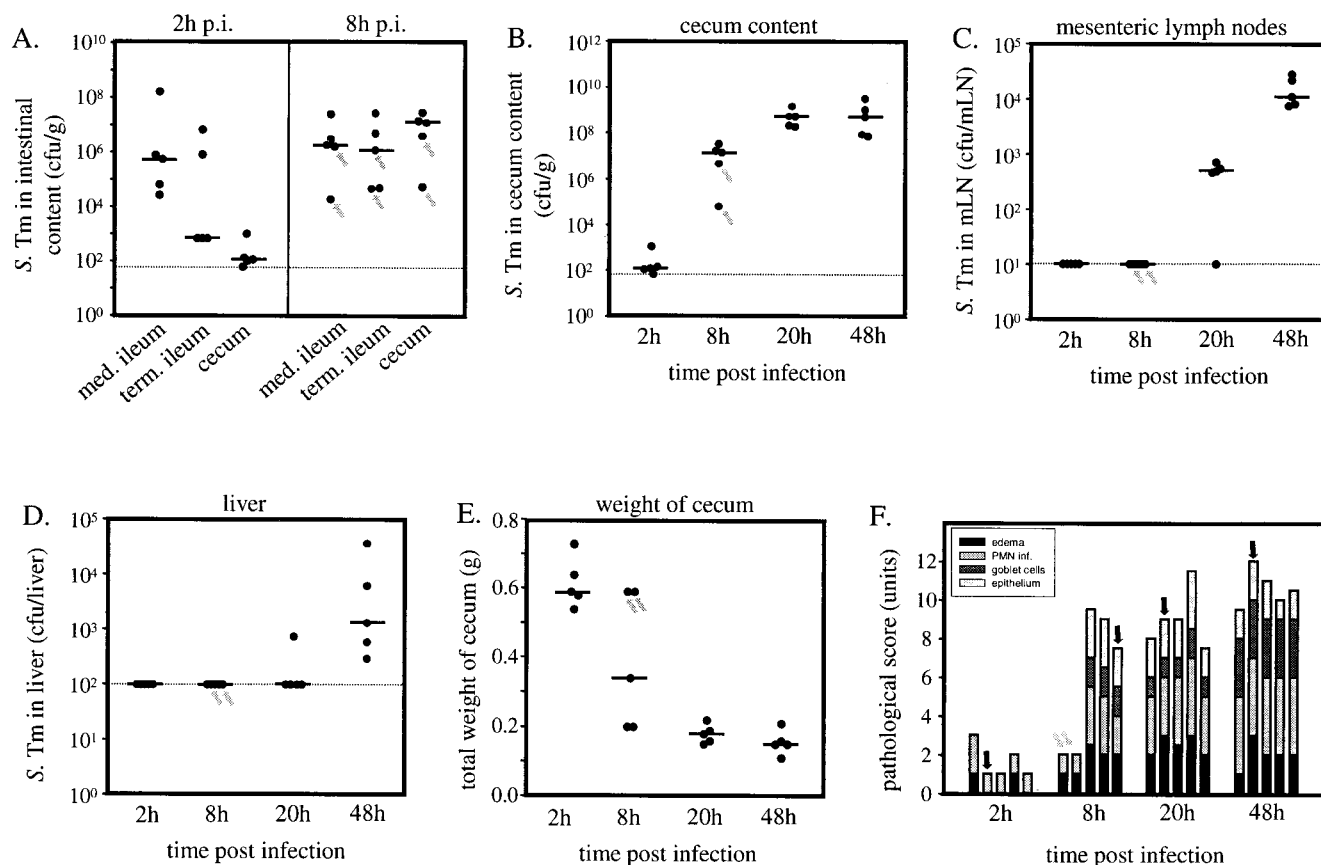 A.
2h p.i.
8h p.i.
S. Tm in intestinal
content (cfu/g)
10^10
10^8
10^6
10^4
10^2
10^0
med. ileum
term. ileum
cecum
med. ileum
term. ileum
cecum
B.
cecum content
S. Tm in cecum content
(cfu/g)
10^12
10^10
10^8
10^6
10^4
10^2
10^0
2h 8h 20h 48h
time post infection
C.
mesenteric lymph nodes
S. Tm in mLN (cfu/mLN)
10^5
10^4
10^3
10^2
10^1
10^0
2h 8h 20h 48h
time post infection
D.
liver
S. Tm in liver (cfu/liver)
10^5
10^4
10^3
10^2
10^1
10^0
2h 8h 20h 48h
time post infection
E.
weight of cecum
total weight of cecum (g)
0.8
0.6
0.4
0.2
0.0
2h 8h 20h 48h
time post infection
F.
pathological score (units)
12
10
8
6
4
2
0
edema
PMN inf.
goblet cells
epithelium
2h 8h 20h 48h
time post infection